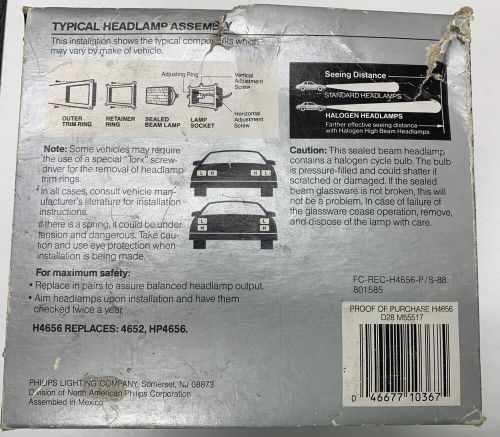 TYPICAL HEADLAMP ASSEMBLY
This installation shows the typical components which
may vary by make of vehicle.
Adjusting Ring
Vertical
Adjustment
Screw
Horizontal
Adjustment
Screw
OUTER
TRIM RING
RETAINER
RING
SEALED
BEAM LAMP
LAMP
SOCKET
Seeing Distance
STANDARD HEADLAMPS
HALOGEN HEADLAMPS
Farther effective seeing distance
with Halogen High Beam Headlamps
Note: Some vehicles may require
the use of a special "Torx" screw-
driver for the removal of headlamp
trim rings.
In all cases, consult vehicle man-
ufacturer's literature for installation
instructions.
If there is a spring, it could be under
tension and dangerous. Take cau-
tion and use eye protection when
installation is being made.
L H H L
L H H L
Caution: This sealed beam headlamp
contains a halogen cycle bulb. The bulb
is pressure-filled and could shatter if
scratched or damaged. If the sealed
beam glassware is not broken, this will
not be a problem. In case of failure of
the glassware cease operation, remove,
and dispose of the lamp with care.
For maximum safety:
• Replace in pairs to assure balanced headlamp output.
• Aim headlamps upon installation and have them
checked twice a year.
H4656 REPLACES: 4652, HP4656.
FC-REC-H4656-P/S-88
801585
PROOF OF PURCHASE H4656
D28 M55517
0 46677 10367
PHILIPS LIGHTING COMPANY, Somerset, NJ 08873
Division of North American Philips Corporation
Assembled in Mexico